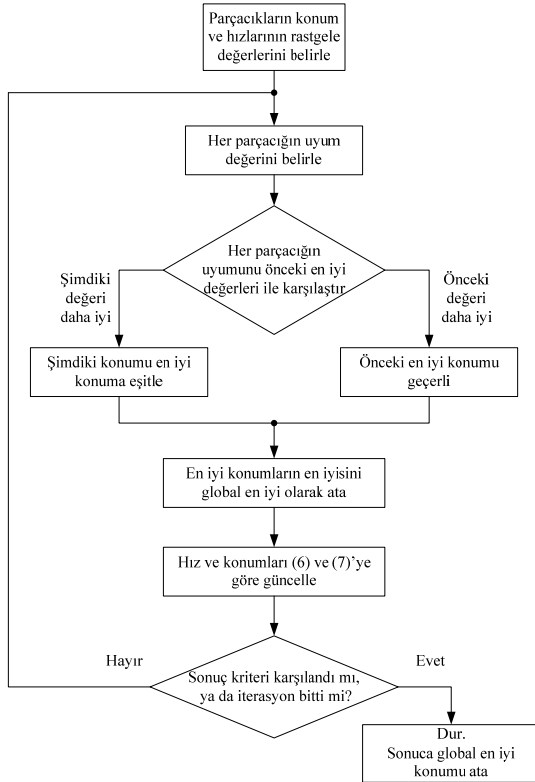 Parçacıkların konum
ve hızlarının rastgele
değerlerini belirle
Her parçacığın uyum
değerini belirle
Her parçacığın
uyumunu önceki en iyi
değerleri ile karşılaştır
Şimdiki
değeri
daha iyi
Önceki
değeri
daha iyi
Şimdiki konumu en iyi
konuma eşitle
Önceki en iyi konumu
geçerli
En iyi konumların en iyisini
global en iyi olarak ata
Hız ve konumları (6) ve (7)’ye
göre güncelle
Hayır
Evet
Sonuç kriteri karşılandı mı,
ya da iterasyon bitti mi?
Dur.
Sonuca global en iyi
konumu ata